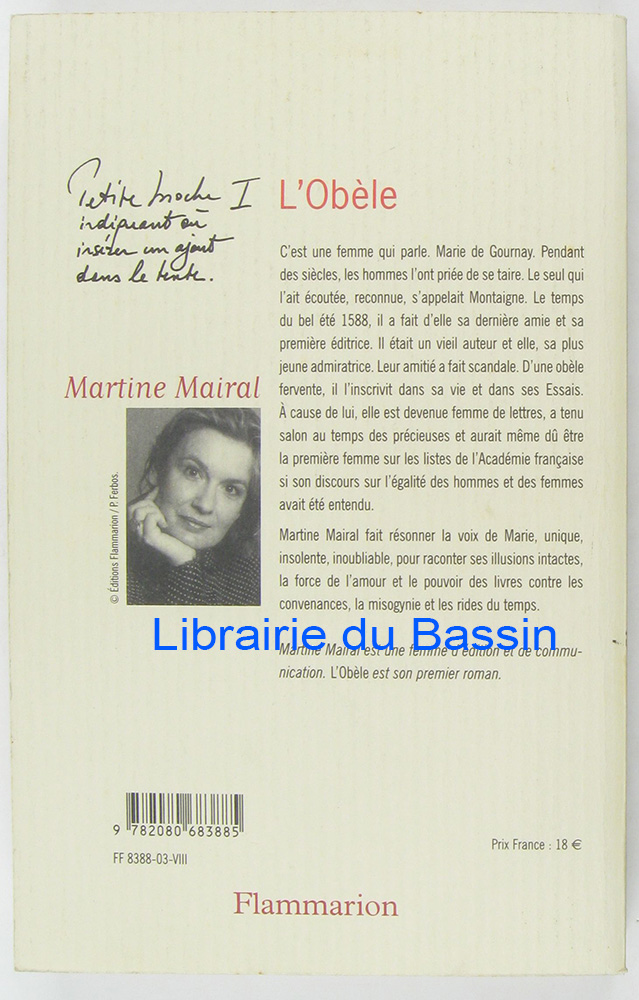 Petite broche I
indiquant où
insérer un ajout
dans le texte.
L'Obèle
C'est une femme qui parle. Marie de Gournay. Pendant
des siècles, les hommes l'ont priée de se taire. Le seul qui
l'ait écoutée, reconnue, s'appelait Montaigne. Le temps
du bel été 1588, il a fait d'elle sa dernière amie et sa
première éditrice. Il était un vieil auteur et elle, sa plus
jeune admiratrice. Leur amitié a fait scandale. D'une obèle
fervente, il l'inscrivit dans sa vie et dans ses Essais.
À cause de lui, elle est devenue femme de lettres, a tenu
salon au temps des précieuses et aurait même dû être
la première femme sur les listes de l'Académie française
si son discours sur l'égalité des hommes et des femmes
avait été entendu.
Martine Mairal fait résonner la voix de Marie, unique,
insolente, inoubliable, pour raconter ses illusions intactes,
la force de l'amour et le pouvoir des livres contre les
convenances, la misogynie et les rides du temps.
Martine Mairal est une femme d'édition et de commu-
nication. L'Obèle est son premier roman.
Martine Mairal
© Éditions Flammarion / P. Ferbos.
Librairie du Bassin
9 782080 683885
FF 8388-03-VIII
Prix France : 18 €
Flammarion